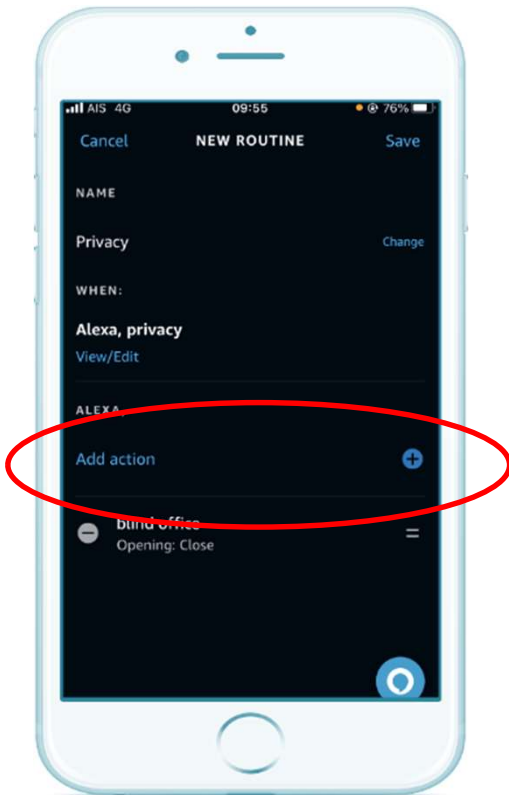 AIS 4G 09:55 76%
Cancel NEW ROUTINE Save
NAME
Privacy Change
WHEN:
Alexa, privacy
View/Edit
ALEXA
Add action
blind office
Opening: Close